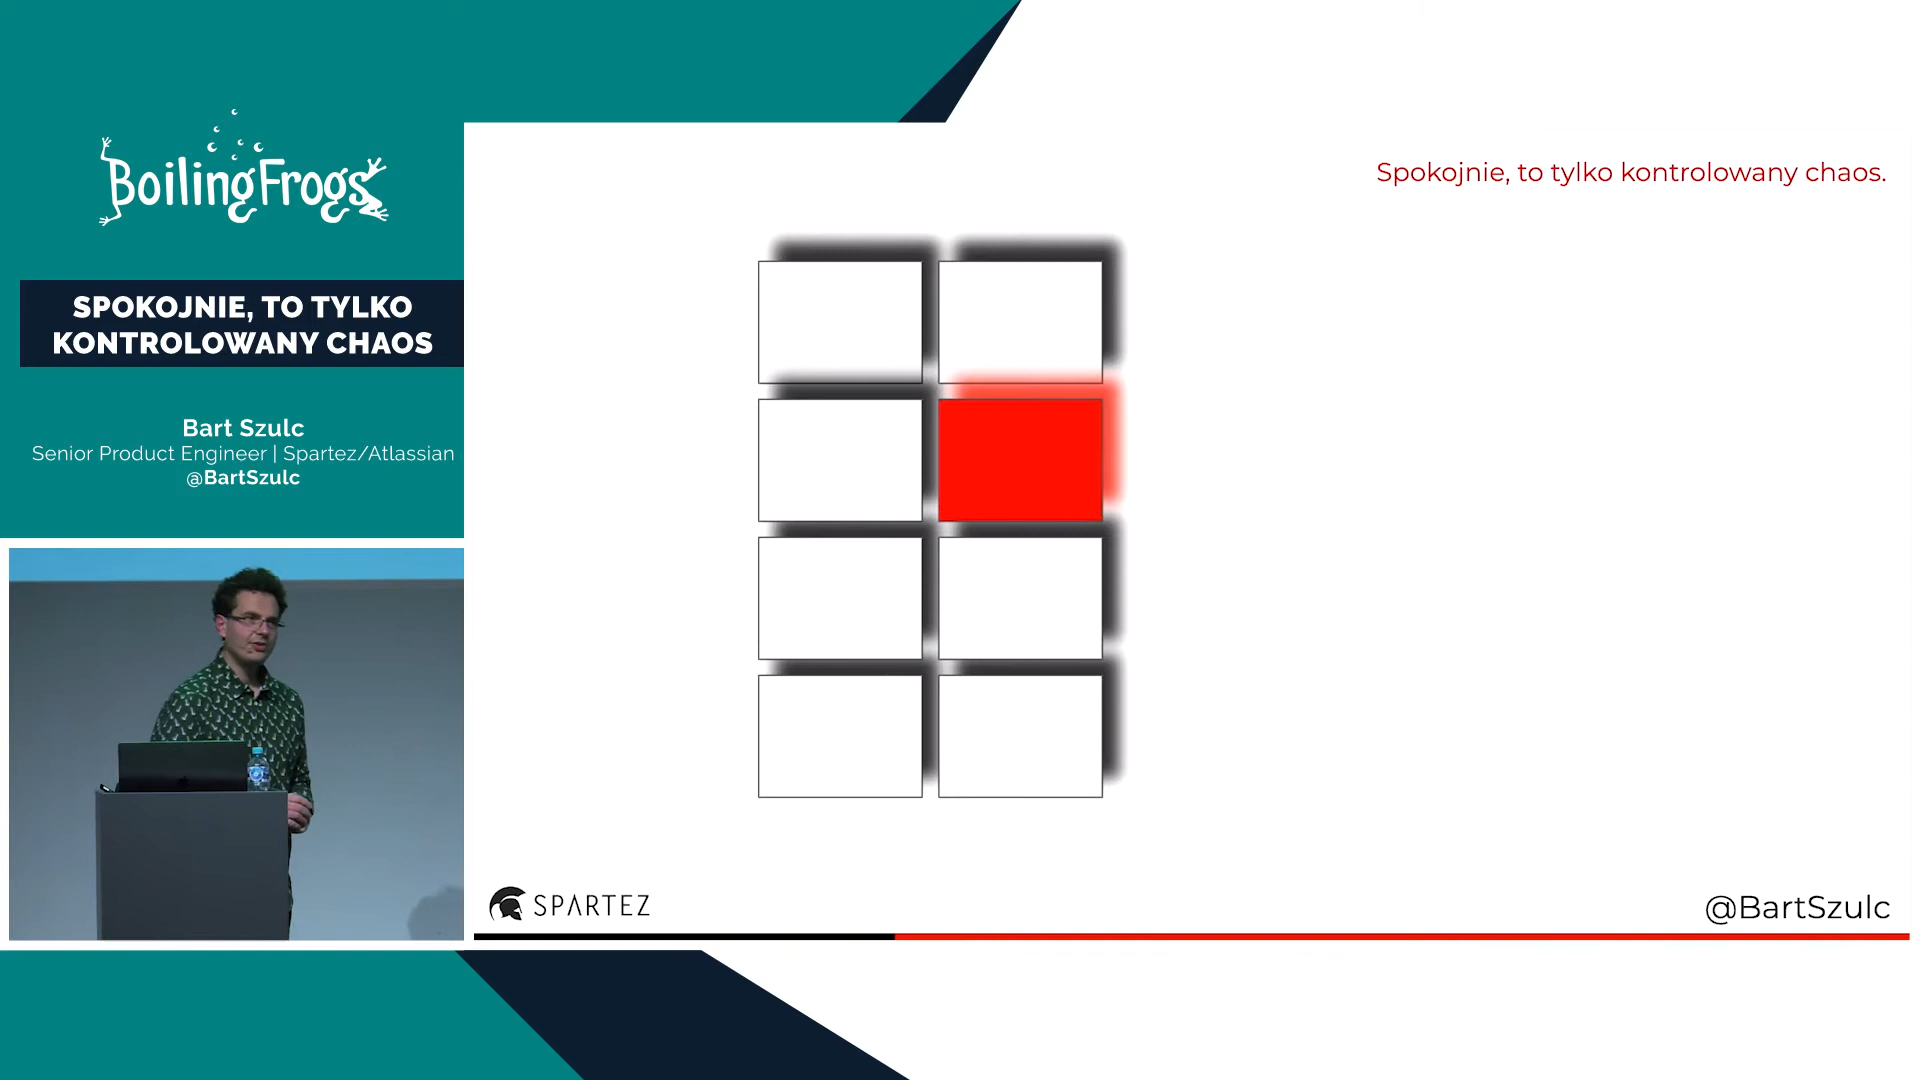 BoilingFrogs
SPOKOJNIE, TO TYLKO
KONTROLOWANY CHAOS
Bart Szulc
Senior Product Engineer | Spartez/Atlassian
@BartSzulc
Spokojnie, to tylko kontrolowany chaos.
SPARTEZ
@BartSzulc